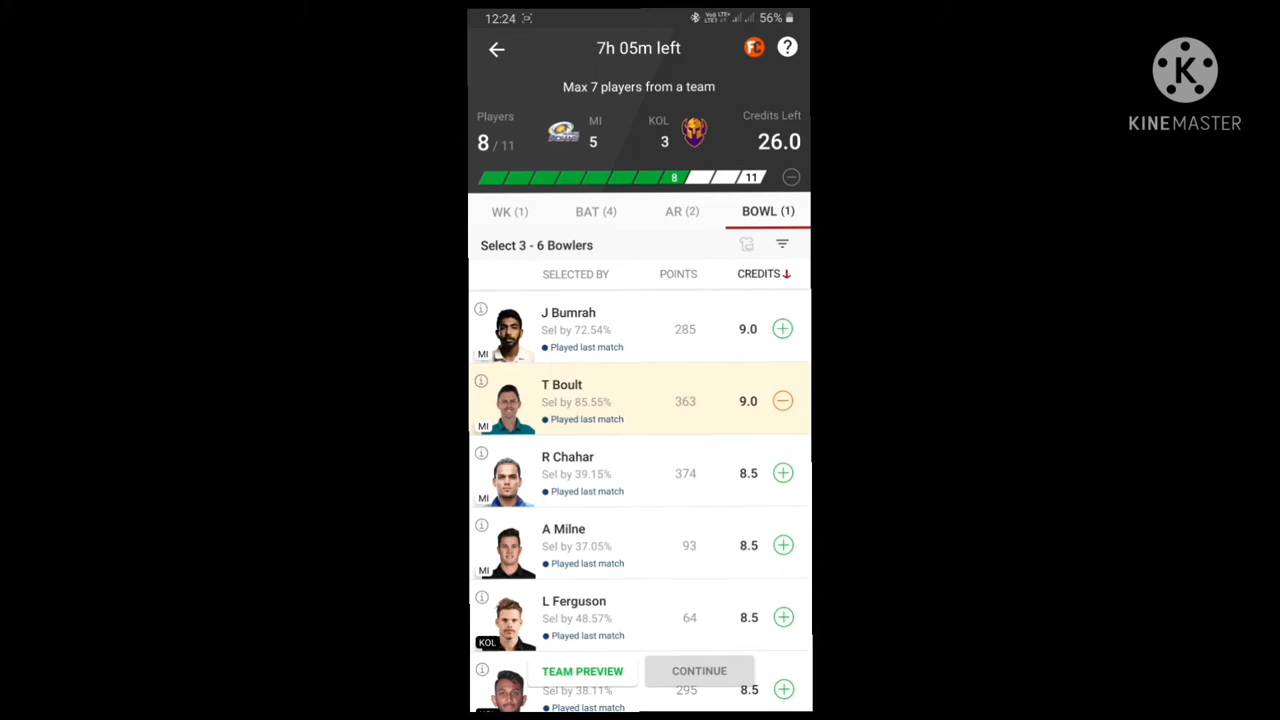 12:24 Vo) LTE+ LTE1 56%
7h 05m left FC ?
Max 7 players from a team
Players MI KOL Credits Left
8 / 11 5 3 26.0
8 11
WK (1) BAT (4) AR (2) BOWL (1)
Select 3 - 6 Bowlers
SELECTED BY POINTS CREDITS
J Bumrah
Sel by 72.54% 285 9.0
MI Played last match
T Boult
Sel by 85.55% 363 9.0
MI Played last match
R Chahar
Sel by 39.15% 374 8.5
MI Played last match
A Milne
Sel by 37.05% 93 8.5
MI Played last match
L Ferguson
Sel by 48.57% 64 8.5
KOL Played last match
TEAM PREVIEW CONTINUE
Sel by 38.11% 295 8.5
Played last match
K
KINEMASTER